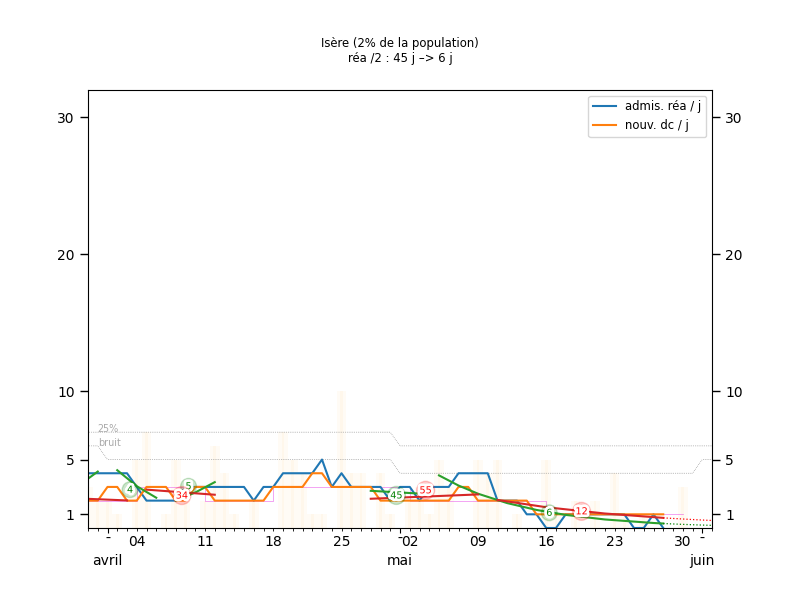 Isère (2% de la population)
réa /2 : 45 j –> 6 j
admis. réa / j
nouv. dc / j
30 30
20 20
10 10
25%
bruit
5 5
4 5 34 45 55 6 12
1 1
- 04 11 18 25 - 02 09 16 23 30 -
avril mai juin